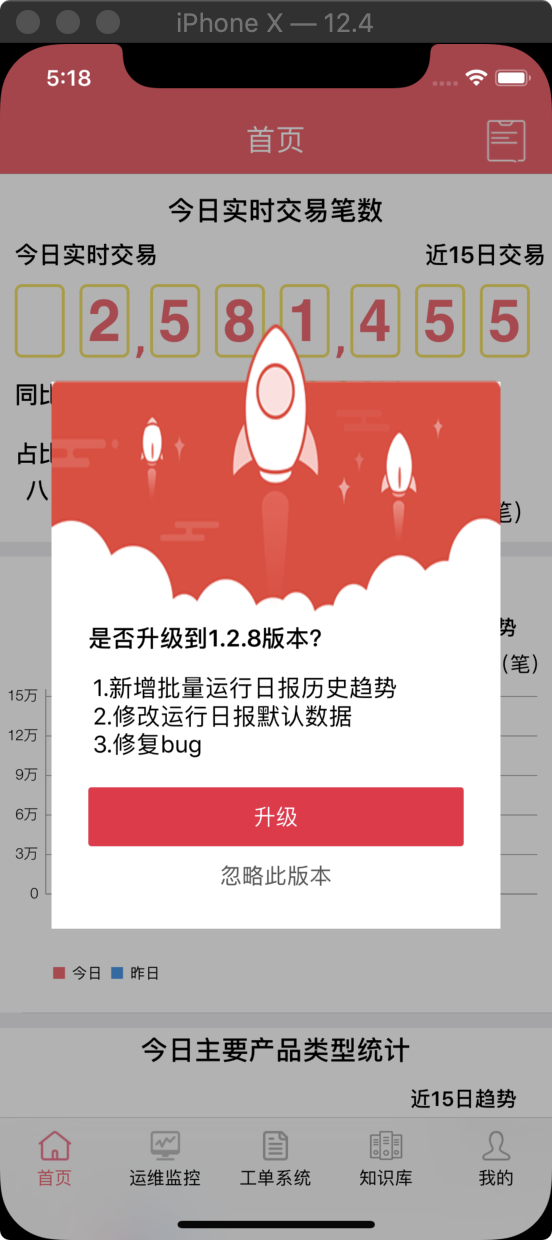 iPhone X — 12.4
5:18
首页
今日实时交易笔数
今日实时交易 近15日交易
2,581,455
同比
占比
八
笔）
是否升级到1.2.8版本?
势
（笔）
1.新增批量运行日报历史趋势
15万
2.修改运行日报默认数据
12万
3.修复bug
9万
升级
6万
3万
忽略此版本
0
今日 昨日
今日主要产品类型统计
近15日趋势
首页 运维监控 工单系统 知识库 我的